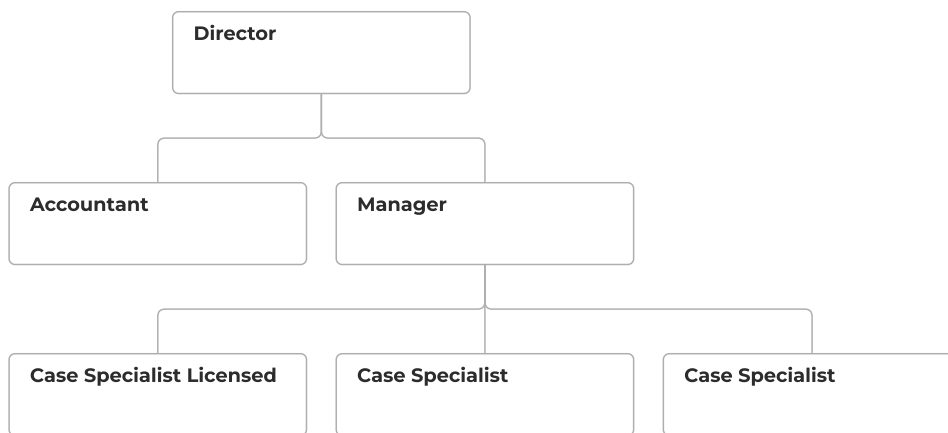 Director
Accountant
Manager
Case Specialist Licensed
Case Specialist
Case Specialist